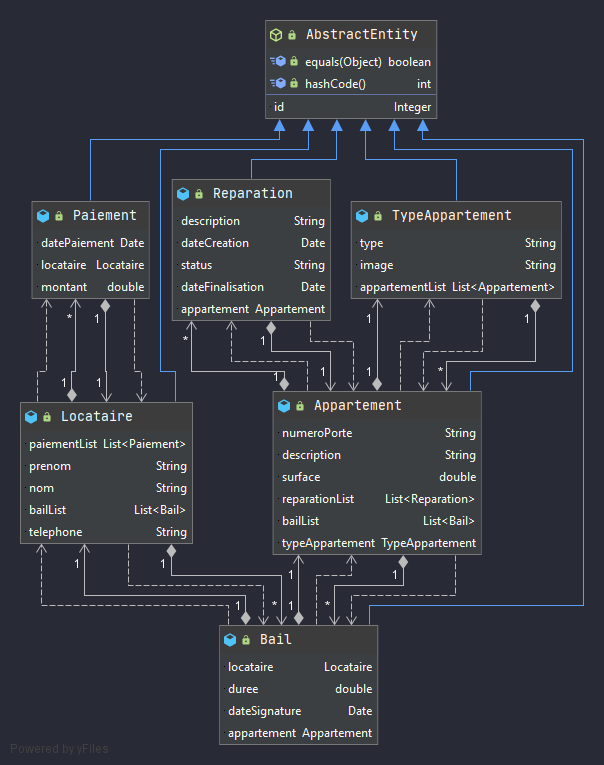 AbstractEntity
equals(Object) boolean
hashCode() int
id Integer
Paiement
datePaiement Date
locataire Locataire
montant double
Reparation
description String
dateCreation Date
status String
dateFinalisation Date
appartement Appartement
TypeAppartement
type String
image String
appartementList List<Appartement>
* 1 1 * 1 1 1 *
1 1 1 1 1 1
Locataire
paiementList List<Paiement>
prenom String
nom String
bailList List<Bail>
telephone String
Appartement
numeroPorte String
description String
surface double
reparationList List<Reparation>
bailList List<Bail>
typeAppartement TypeAppartement
1 1 1 1
1 * 1 *
Bail
locataire Locataire
duree double
dateSignature Date
appartement Appartement
Powered by yFiles